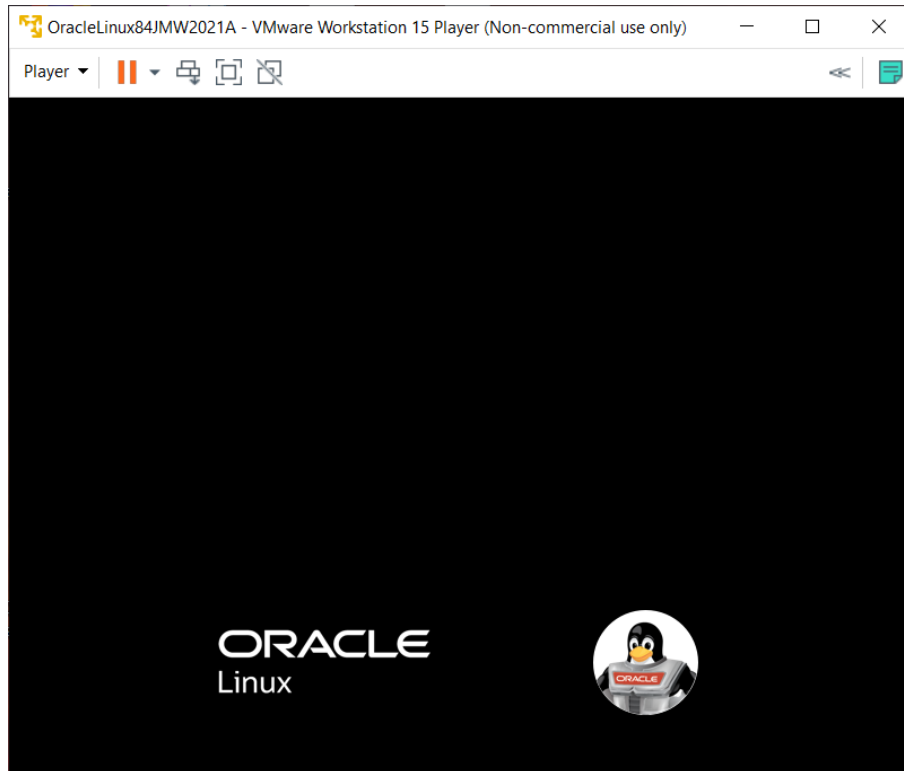 OracleLinux84JMW2021A - VMware Workstation 15 Player (Non-commercial use only)
Player
ORACLE
Linux
ORACLE